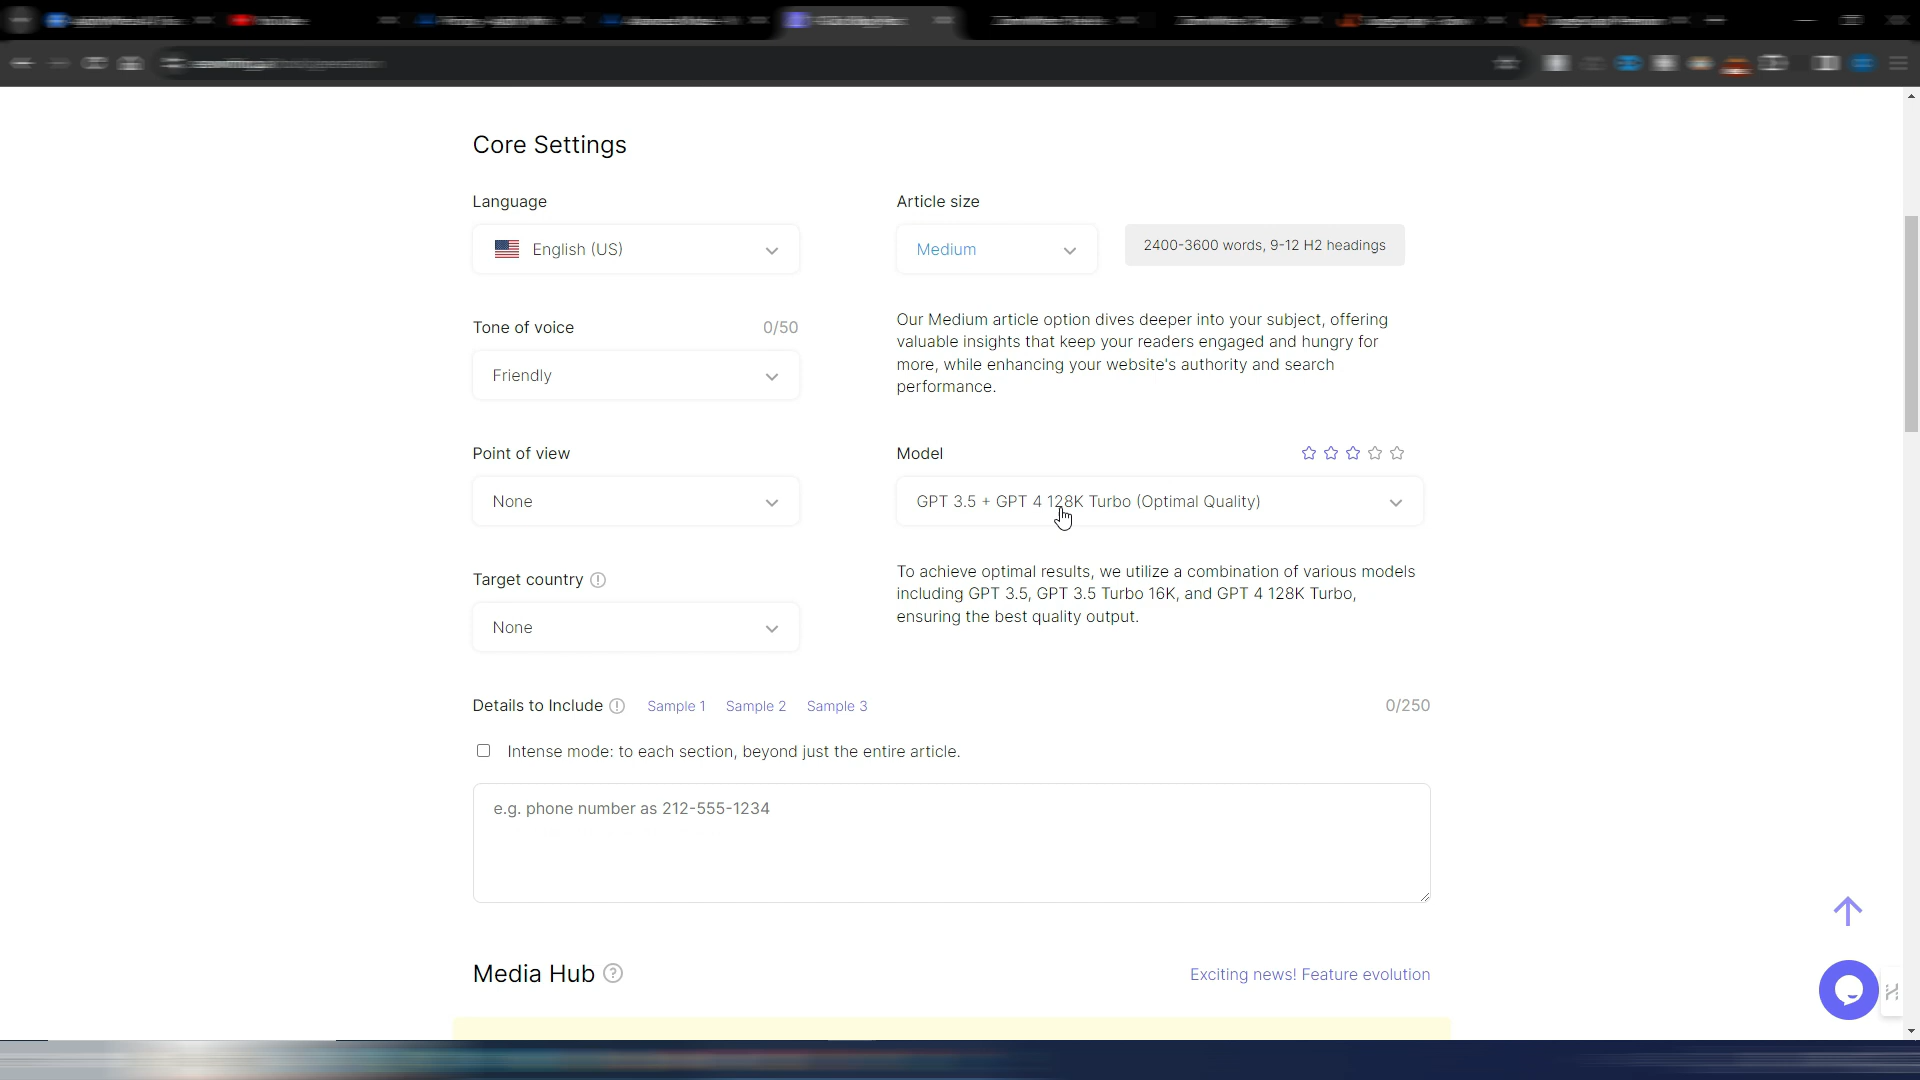 Core Settings
Language
Article size
English (US)
Medium
2400-3600 words, 9-12 H2 headings
Tone of voice
0/50
Friendly
Our Medium article option dives deeper into your subject, offering
valuable insights that keep your readers engaged and hungry for
more, while enhancing your website's authority and search
performance.
Point of view
None
Model
GPT 3.5 + GPT 4 128K Turbo (Optimal Quality)
Target country
None
To achieve optimal results, we utilize a combination of various models
including GPT 3.5, GPT 3.5 Turbo 16K, and GPT 4 128K Turbo,
ensuring the best quality output.
Details to Include
Sample 1
Sample 2
Sample 3
0/250
Intense mode: to each section, beyond just the entire article.
e.g. phone number as 212-555-1234
Media Hub
Exciting news! Feature evolution